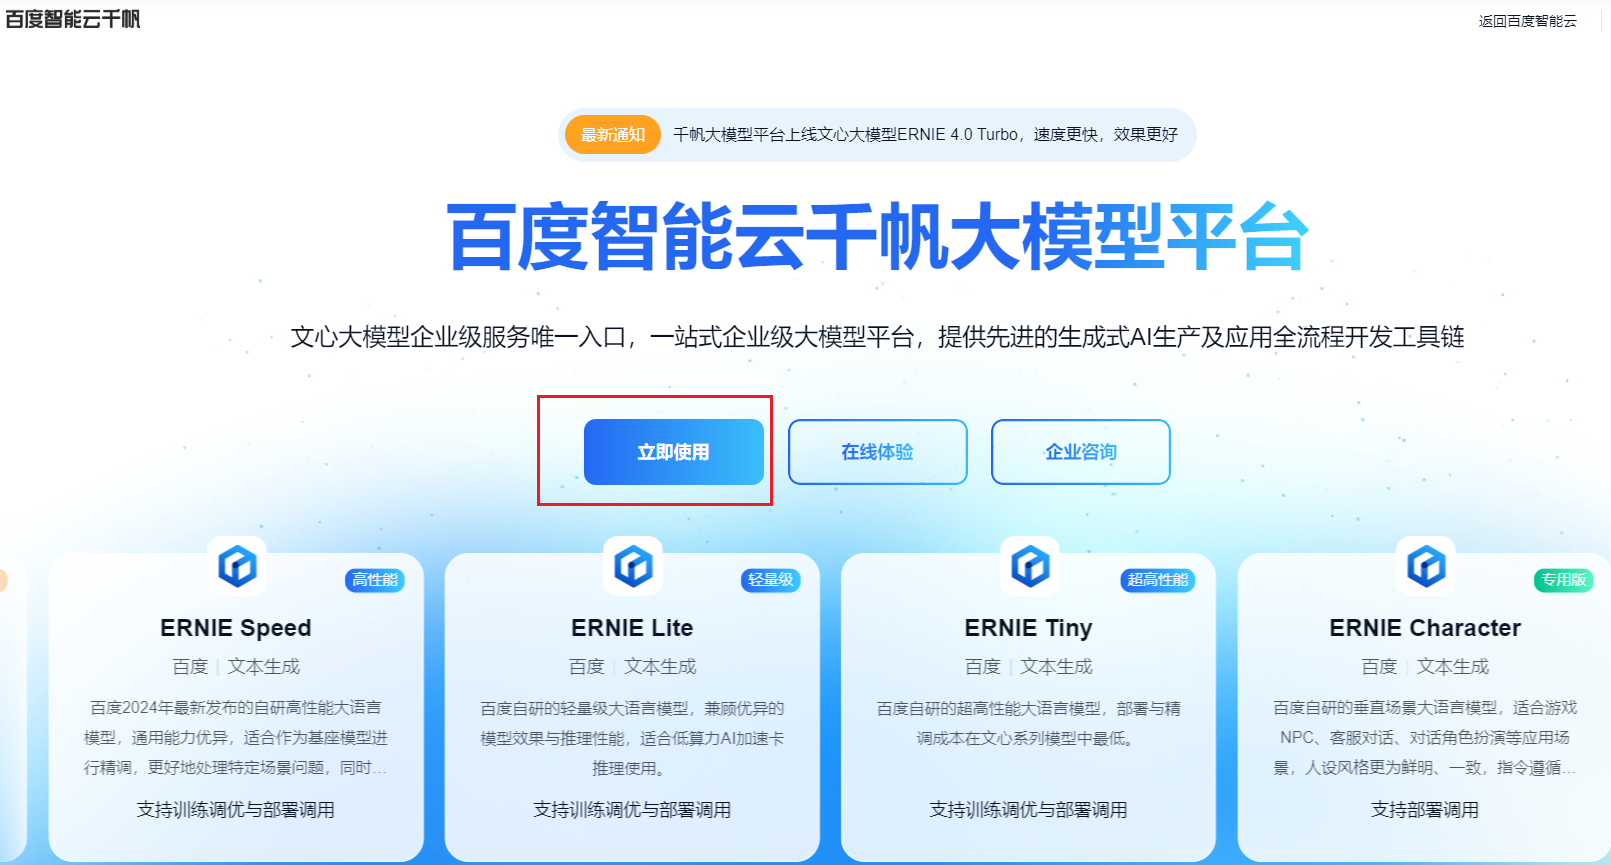 百度智能云千帆
返回百度智能云
最新通知 千帆大模型平台上线文心大模型ERNIE 4.0 Turbo，速度更快，效果更好
百度智能云千帆大模型平台
文心大模型企业级服务唯一入口，一站式企业级大模型平台，提供先进的生成式AI生产及应用全流程开发工具链
立即使用 在线体验 企业咨询
高性能
ERNIE Speed
百度 | 文本生成
百度2024年最新发布的自研高性能大语言
模型，通用能力优异，适合作为基座模型进
行精调，更好地处理特定场景问题，同时...
支持训练调优与部署调用
轻量级
ERNIE Lite
百度 | 文本生成
百度自研的轻量级大语言模型，兼顾优异的
模型效果与推理性能，适合低算力AI加速卡
推理使用。
支持训练调优与部署调用
超高性能
ERNIE Tiny
百度 | 文本生成
百度自研的超高性能大语言模型，部署与精
调成本在文心系列模型中最低。
支持训练调优与部署调用
专用版
ERNIE Character
百度 | 文本生成
百度自研的垂直场景大语言模型，适合游戏
NPC、客服对话、对话角色扮演等应用场
景，人设风格更为鲜明、一致，指令遵循...
支持部署调用